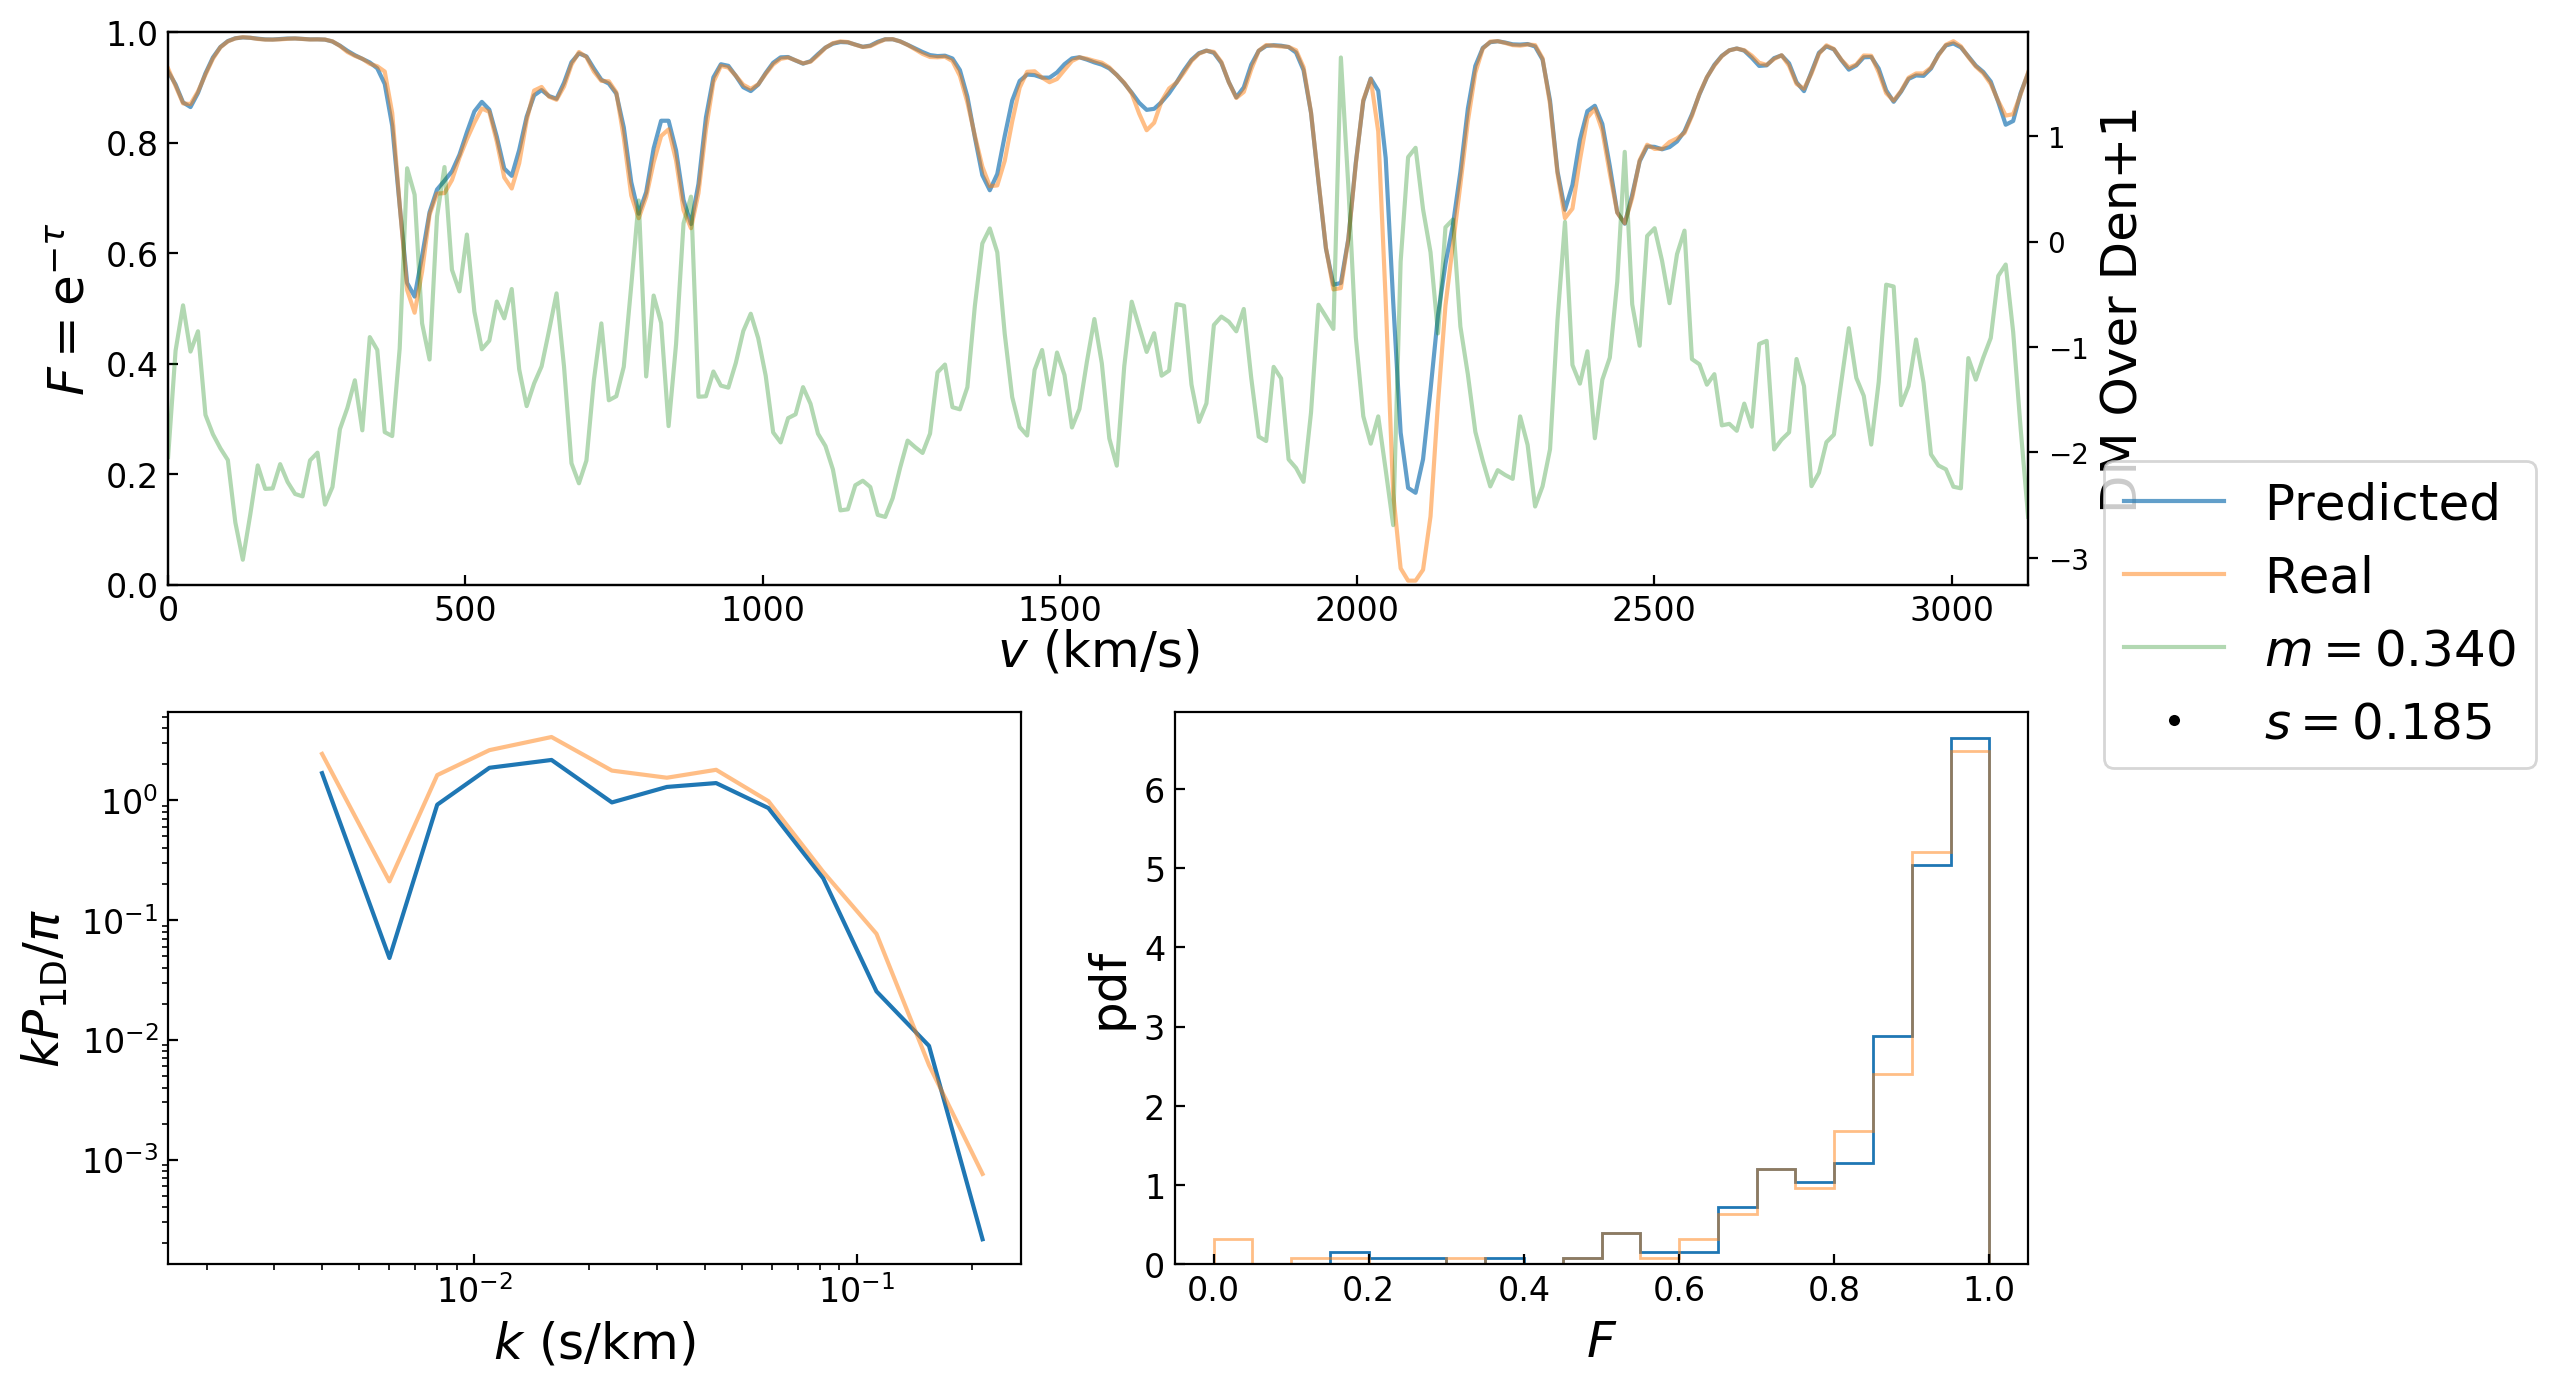 1.0
0.8
0.6
0.4
0.2
0.0
F = e^{-τ}
0 500 1000 1500 2000 2500 3000
v (km/s)
1
0
−1
−2
−3
DM Over Den+1
Predicted
Real
m = 0.340
s = 0.185
10^0
10^{-1}
10^{-2}
10^{-3}
kP_{1D}/π
10^{-2} 10^{-1}
k (s/km)
6
5
4
3
2
1
0
pdf
0.0 0.2 0.4 0.6 0.8 1.0
F